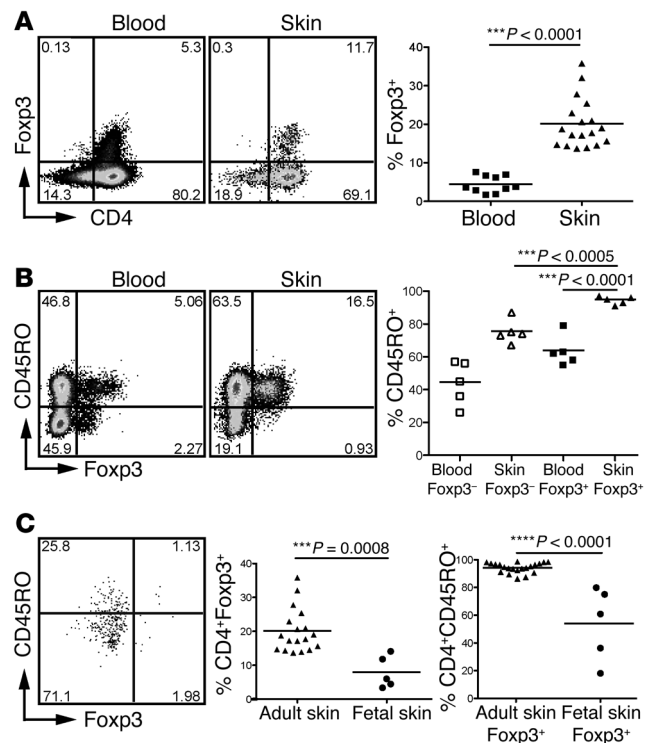 A
Blood
Skin
0.13
5.3
0.3
11.7
14.3
80.2
18.9
69.1
Foxp3
CD4
***P < 0.0001
% Foxp3⁺
40
30
20
10
0
Blood
Skin
B
Blood
Skin
46.8
5.06
63.5
16.5
45.9
2.27
19.1
0.93
CD45RO
Foxp3
***P < 0.0005
***P < 0.0001
% CD45RO⁺
100
80
60
40
20
0
Blood Skin Blood Skin
Foxp3⁻ Foxp3⁻ Foxp3⁺ Foxp3⁺
C
25.8
1.13
71.1
1.98
CD45RO
Foxp3
***P = 0.0008
% CD4⁺Foxp3⁺
40
30
20
10
0
Adult skin
Fetal skin
****P < 0.0001
% CD4⁺CD45RO⁺
100
80
60
40
20
0
Adult skin Fetal skin
Foxp3⁺ Foxp3⁺